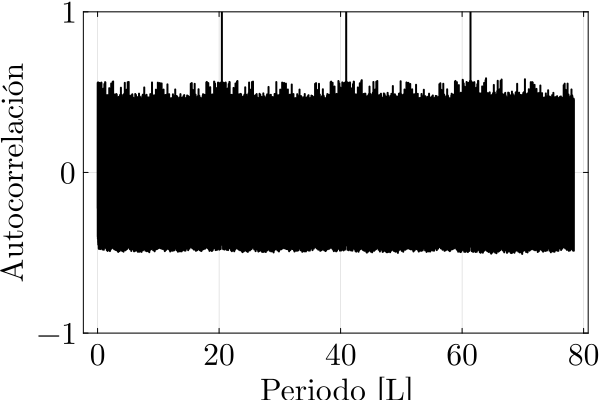 Autocorrelación
1
0
−1
0 20 40 60 80
Periodo [L]